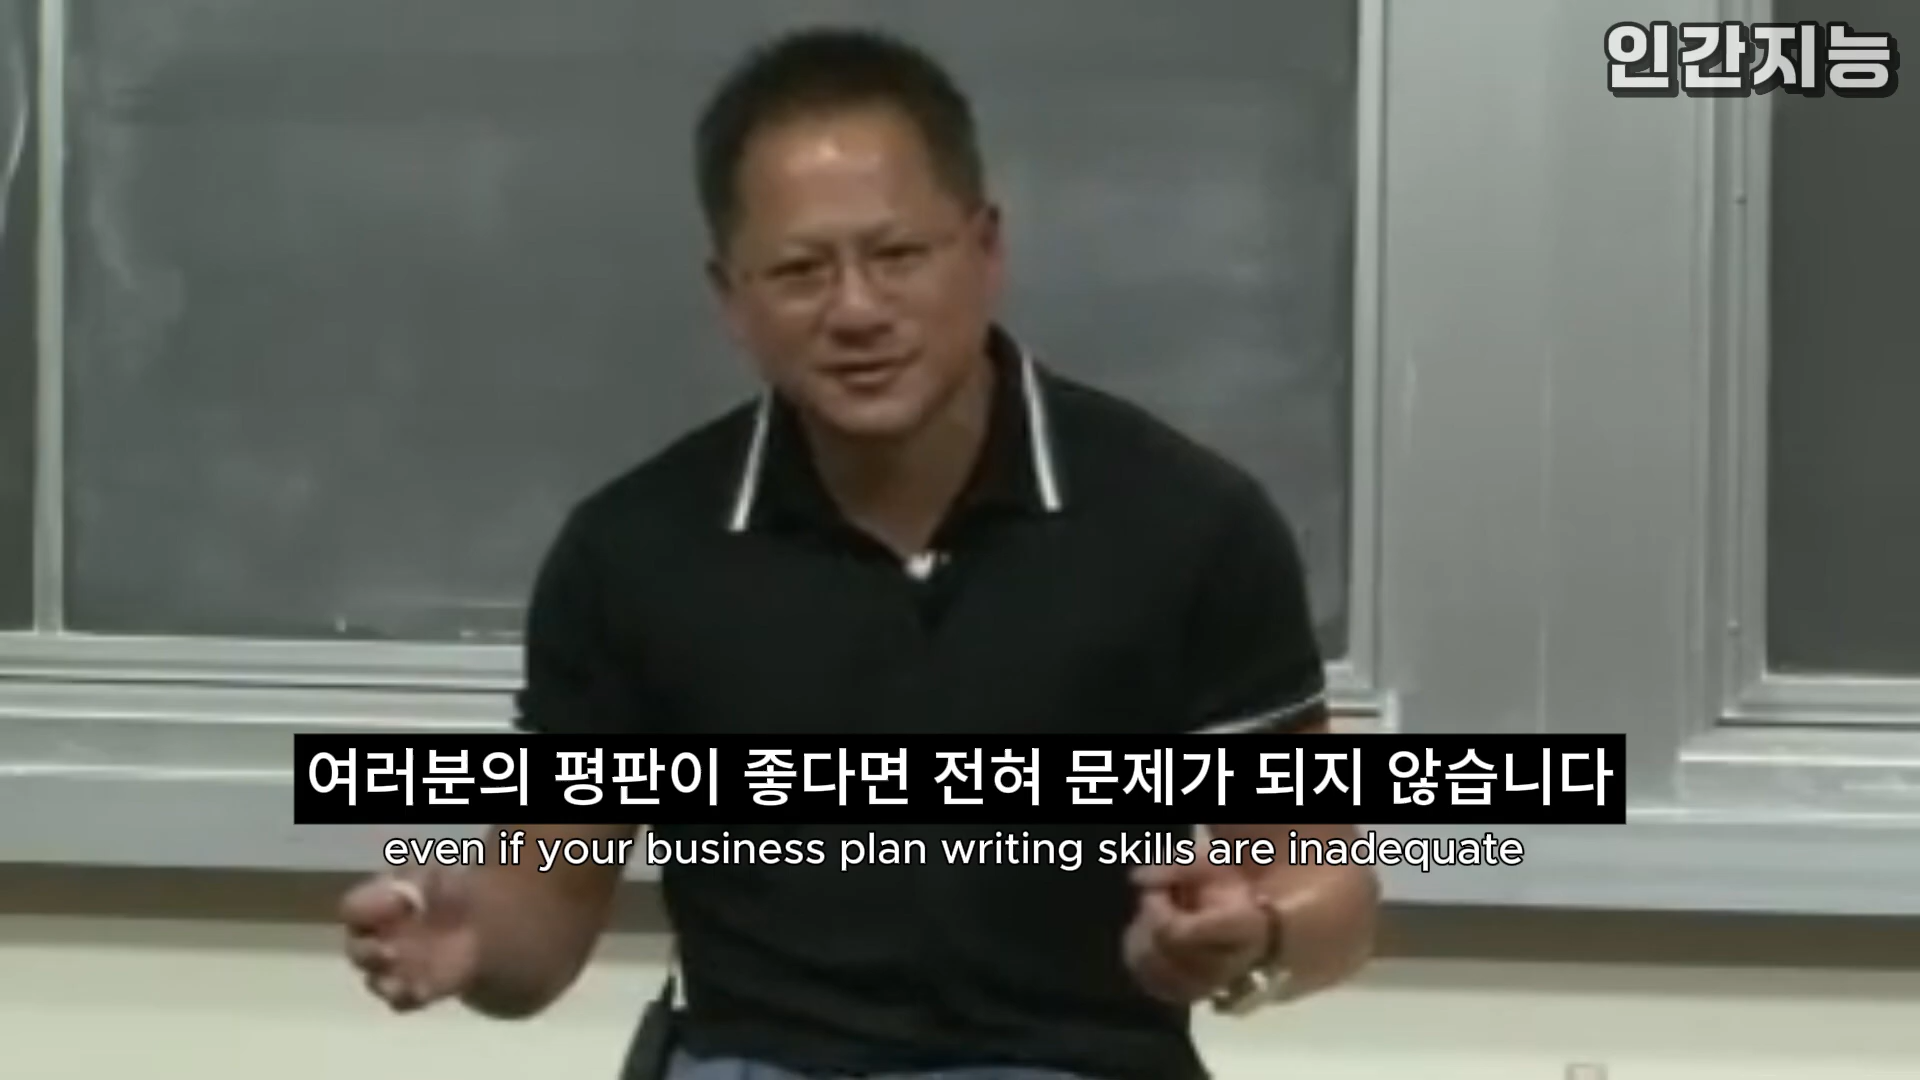 인간지능
여러분의 평판이 좋다면 전혀 문제가 되지 않습니다
even if your business plan writing skills are inadequate